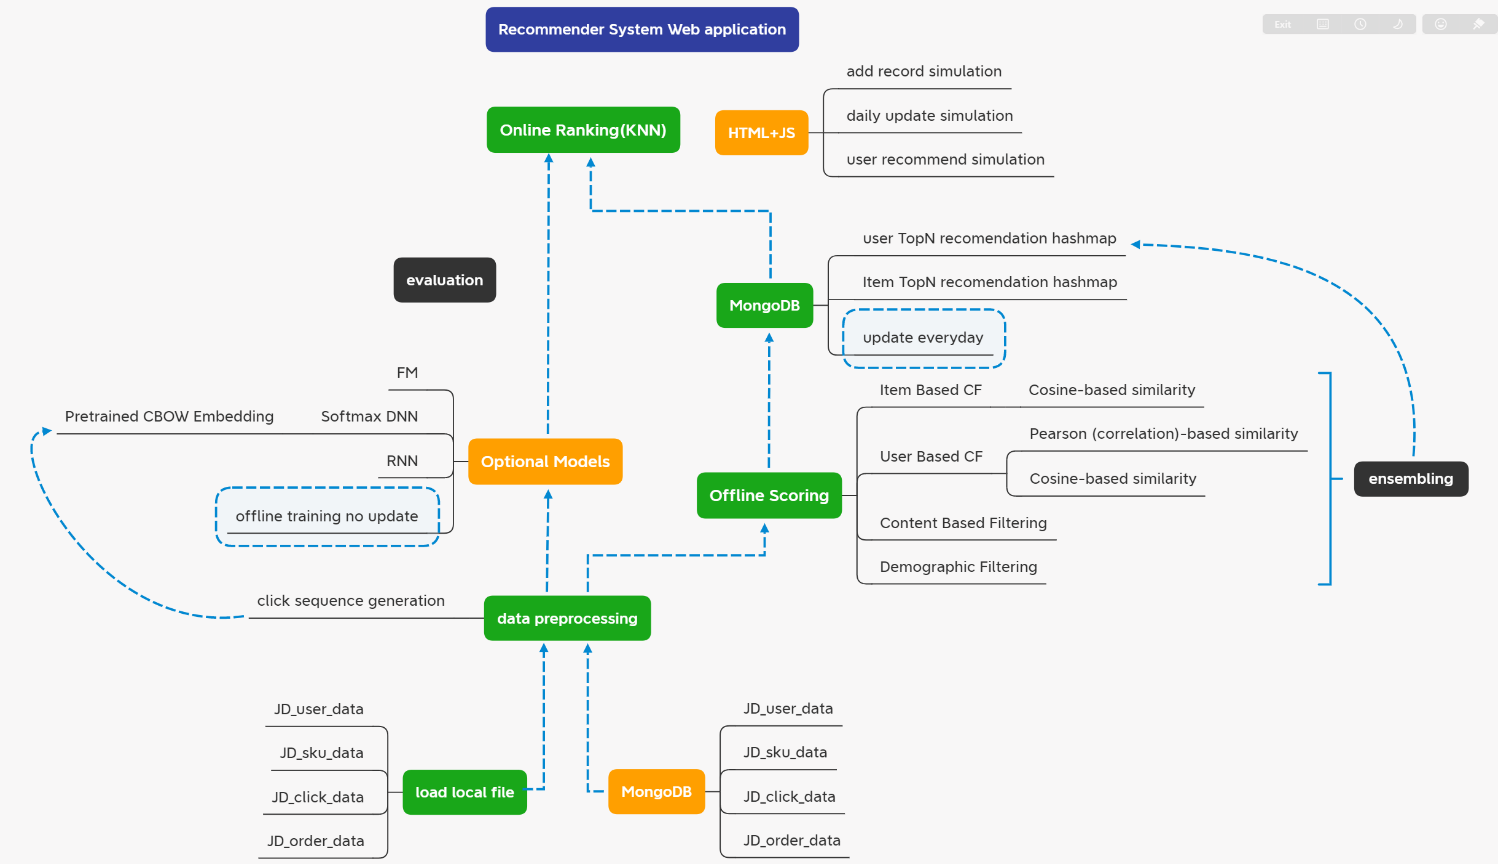 Recommender System Web application
Exit
add record simulation
Online Ranking(KNN)
HTML+JS
daily update simulation
user recommend simulation
user TopN recomendation hashmap
evaluation
Item TopN recomendation hashmap
MongoDB
update everyday
FM
Item Based CF
Cosine-based similarity
Pretrained CBOW Embedding
Softmax DNN
Pearson (correlation)-based similarity
User Based CF
RNN
Optional Models
Cosine-based similarity
ensembling
Offline Scoring
offline training no update
Content Based Filtering
Demographic Filtering
click sequence generation
data preprocessing
JD_user_data
JD_sku_data
load local file
JD_click_data
JD_order_data
MongoDB
JD_user_data
JD_sku_data
JD_click_data
JD_order_data